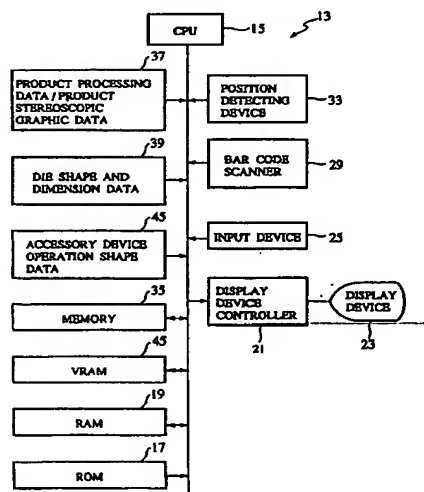 13
CPU
15
37
PRODUCT PROCESSING
DATA/PRODUCT
STEREOSCOPIC
GRAPHIC DATA
POSITION
DETECTING
DEVICE
33
39
DIE SHAPE AND
DIMENSION DATA
BAR CODE
SCANNER
29
45
ACCESSORY DEVICE
OPERATION SHAPE
DATA
INPUT DEVICE
25
35
MEMORY
DISPLAY
DEVICE
CONTROLLER
21
DISPLAY
DEVICE
23
45
VRAM
19
RAM
17
ROM